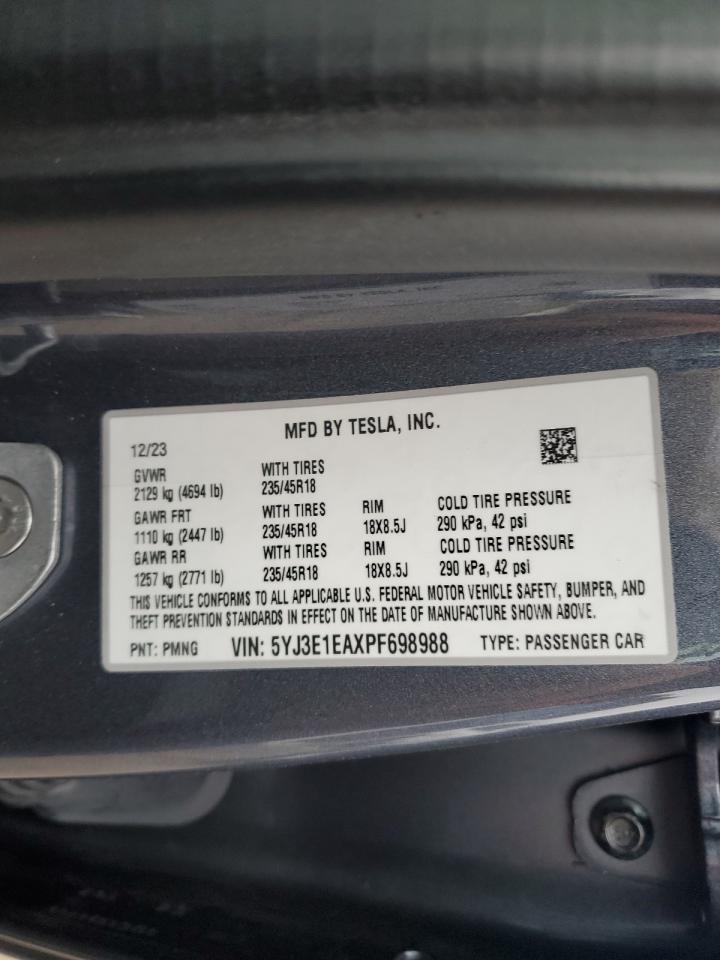 MFD BY TESLA, INC.
12/23
GVWR WITH TIRES
2129 kg (4694 lb) 235/45R18
GAWR FRT WITH TIRES RIM COLD TIRE PRESSURE
1110 kg (2447 lb) 235/45R18 18X8.5J 290 kPa, 42 psi
GAWR RR WITH TIRES RIM COLD TIRE PRESSURE
1257 kg (2771 lb) 235/45R18 18X8.5J 290 kPa, 42 psi
THIS VEHICLE CONFORMS TO ALL APPLICABLE U.S. FEDERAL MOTOR VEHICLE SAFETY, BUMPER, AND
THEFT PREVENTION STANDARDS IN EFFECT ON THE DATE OF MANUFACTURE SHOWN ABOVE.
PNT: PMNG VIN: 5YJ3E1EAXPF698988 TYPE: PASSENGER CAR